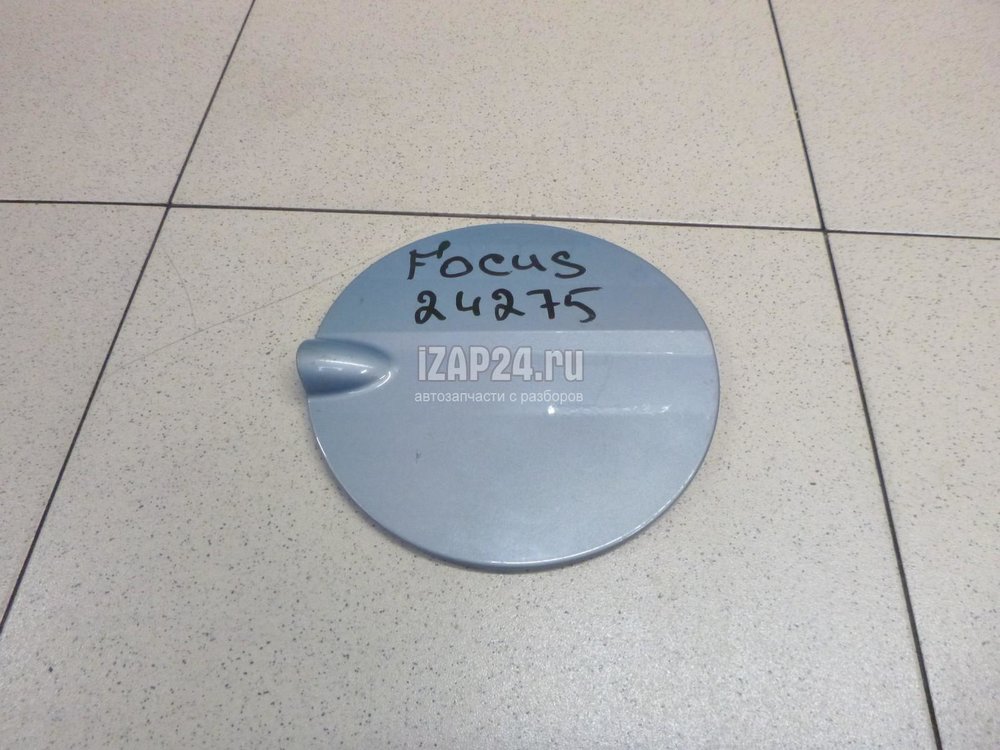 Focus
24275
iZAP24.ru
автозапчасти с разборов